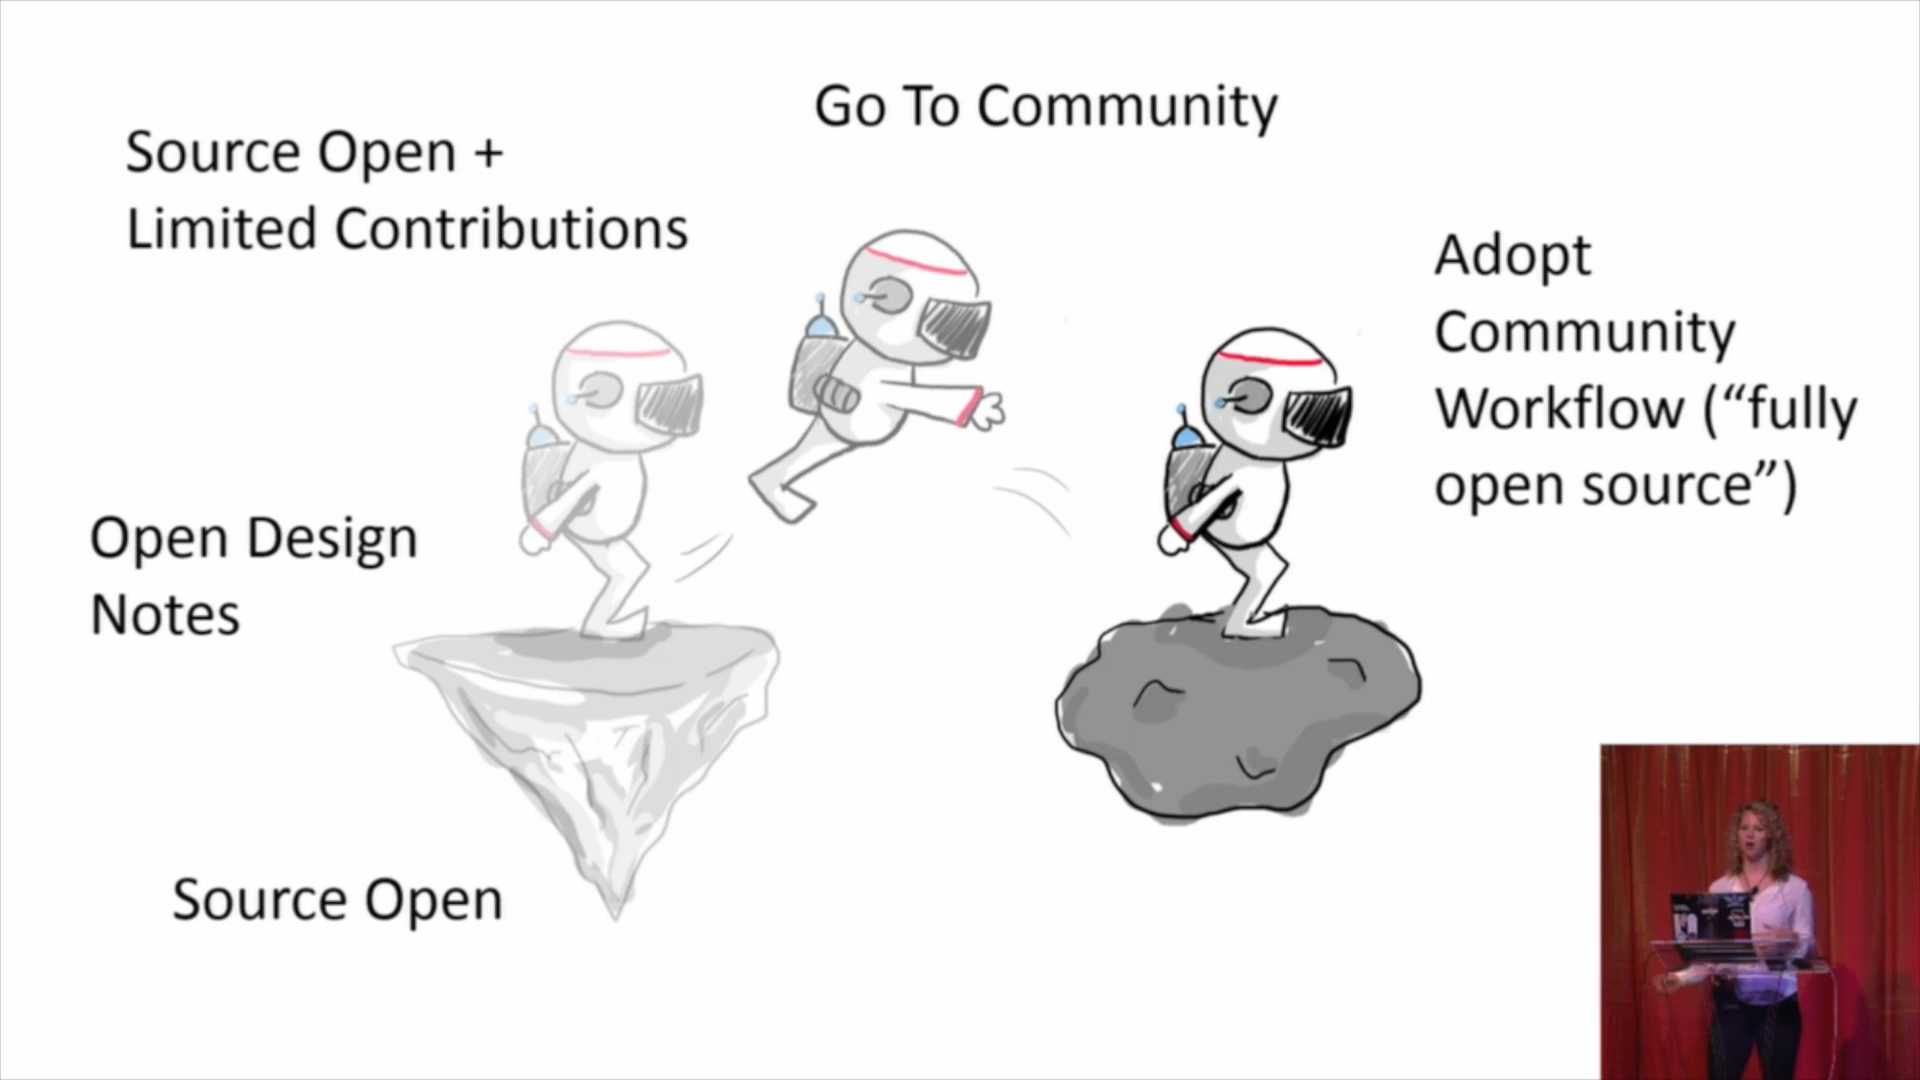 Go To Community
Source Open +
Limited Contributions
Adopt
Community
Workflow (“fully
open source”)
Open Design
Notes
Source Open